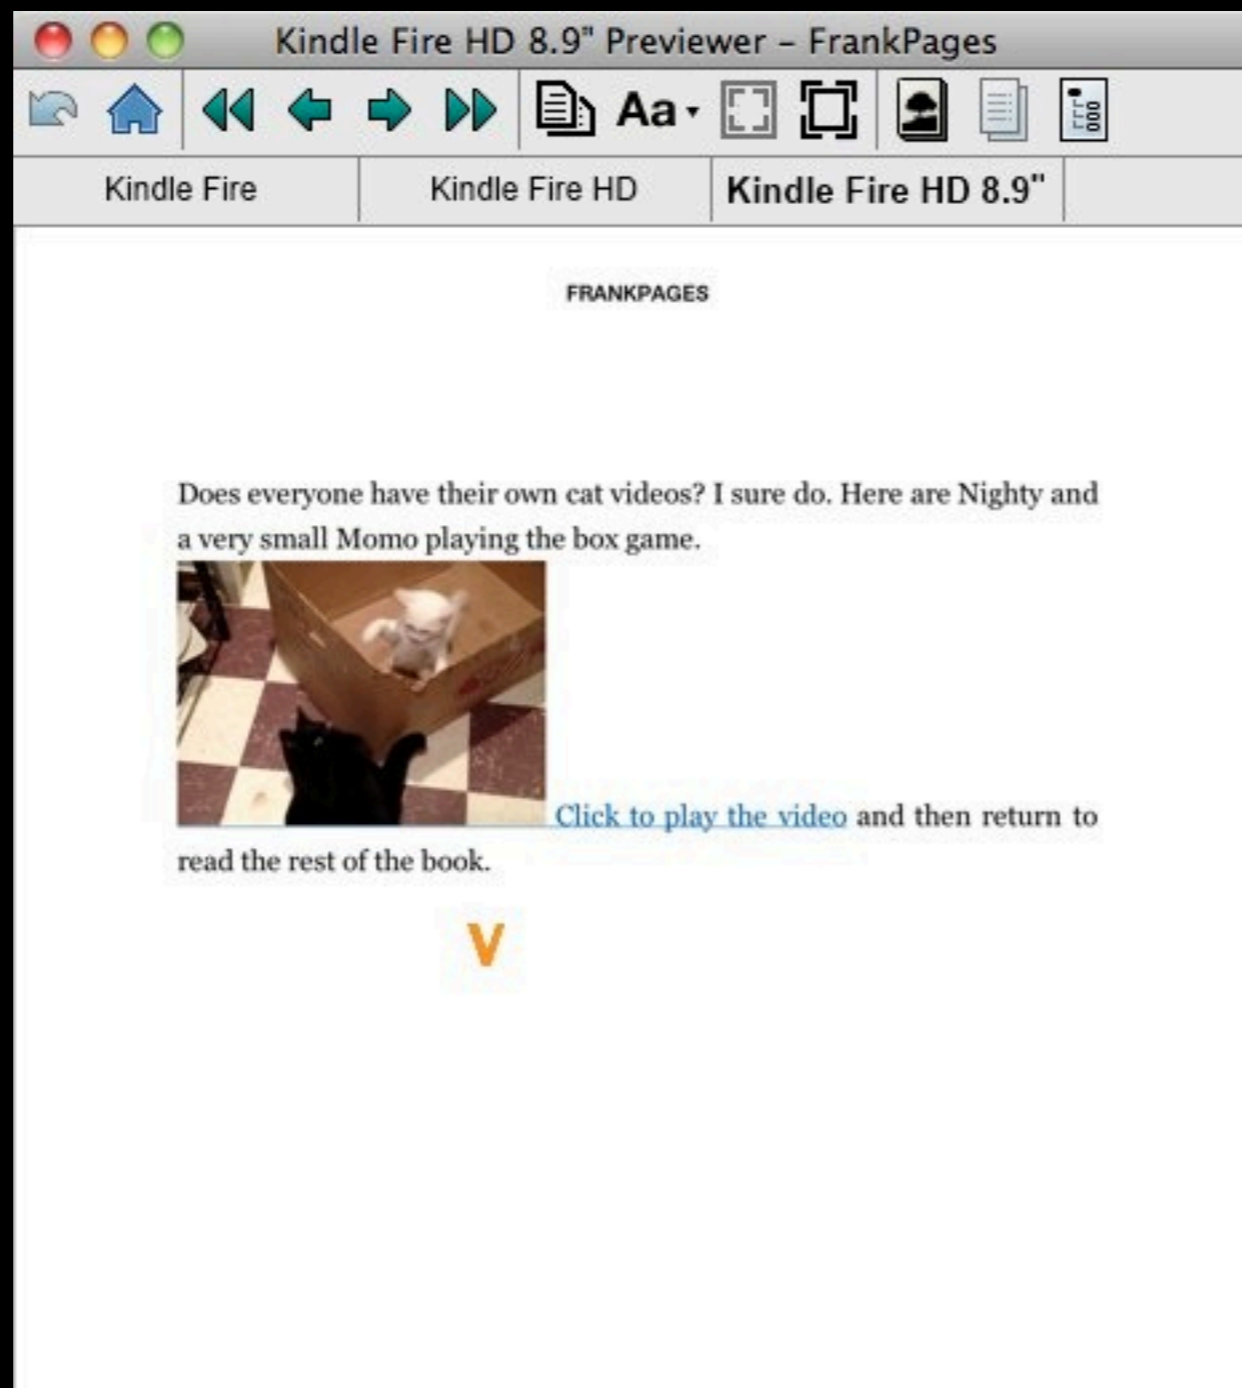 Kindle Fire HD 8.9" Previewer – FrankPages
Aa
Kindle Fire
Kindle Fire HD
Kindle Fire HD 8.9"
FRANKPAGES
Does everyone have their own cat videos? I sure do. Here are Nighty and
a very small Momo playing the box game.
Click to play the video and then return to
read the rest of the book.
V